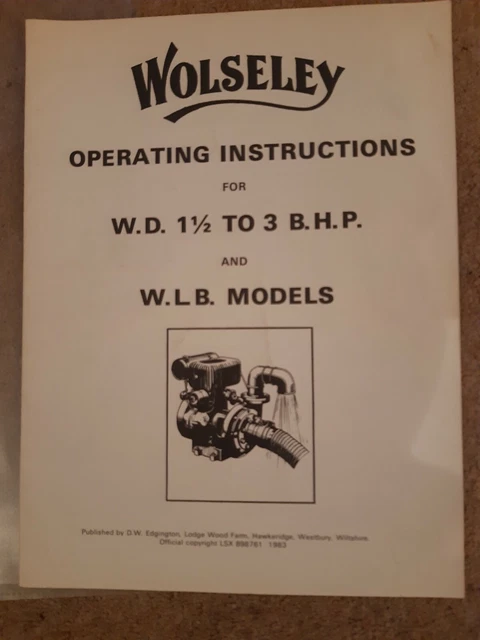 WOLSELEY
OPERATING INSTRUCTIONS
FOR
W.D. 1½ TO 3 B.H.P.
AND
W.L.B. MODELS
Published by D.W. Edgington, Lodge Wood Farm, Hawkeridge, Westbury, Wiltshire.
Official copyright LSX 898761 1983